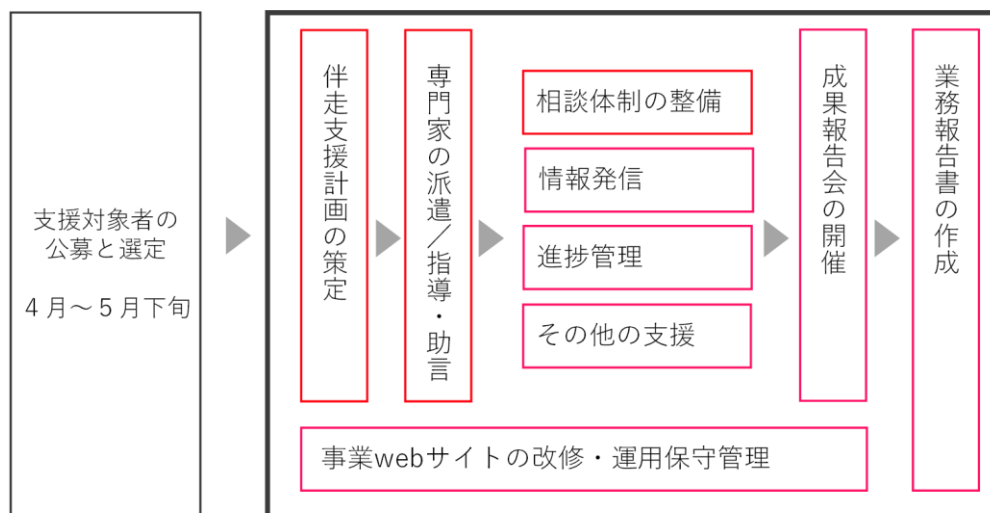 支援対象者の
公募と選定
4月～5月下旬
伴走支援計画の策定
専門家の派遣／指導・助言
相談体制の整備
情報発信
進捗管理
その他の支援
成果報告会の開催
業務報告書の作成
事業webサイトの改修・運用保守管理